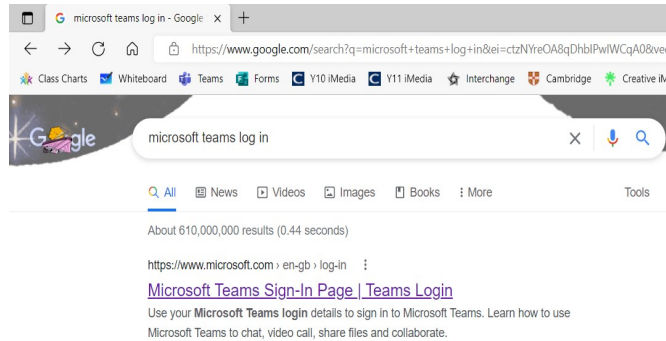 microsoft teams log in - Google
https://www.google.com/search?q=microsoft+teams+log+in&ei=ctzNYreOA8qDhbIPwIWCqA0&ve
Class Charts Whiteboard Teams Forms Y10 iMedia Y11 iMedia Interchange Cambridge Creative iM
G gle microsoft teams log in
All News Videos Images Books More Tools
About 610,000,000 results (0.44 seconds)
https://www.microsoft.com › en-gb › log-in
Microsoft Teams Sign-In Page | Teams Login
Use your Microsoft Teams login details to sign in to Microsoft Teams. Learn how to use
Microsoft Teams to chat, video call, share files and collaborate.